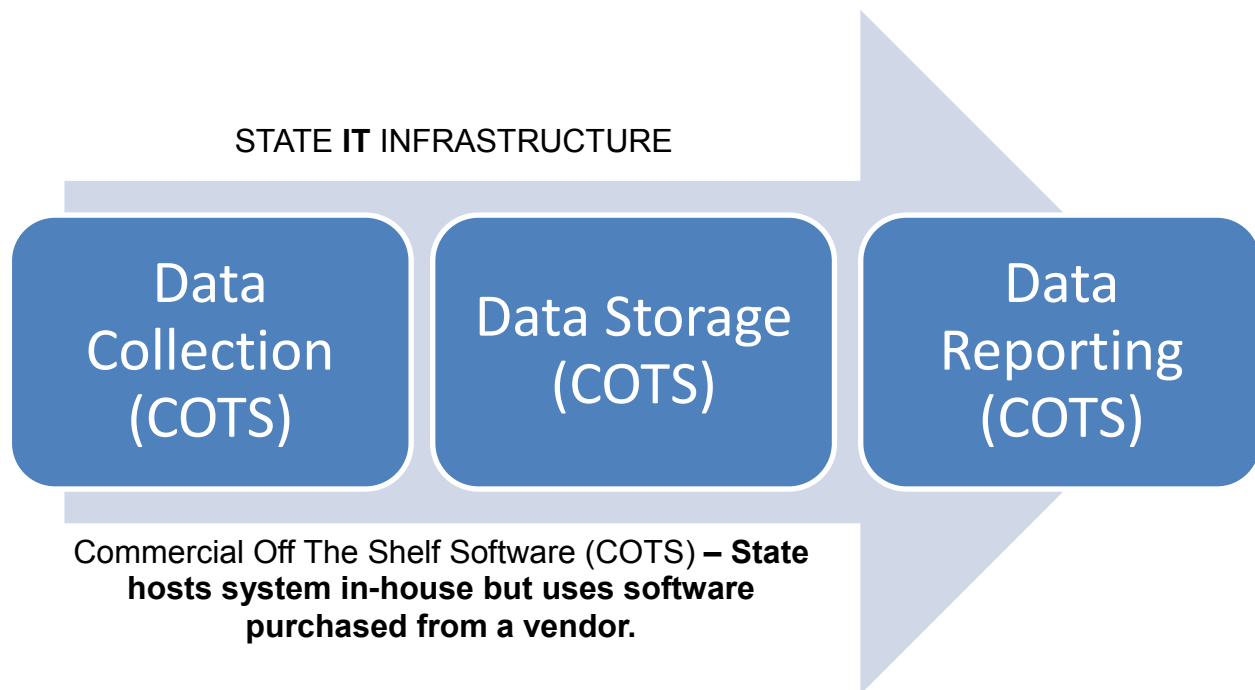 STATE IT INFRASTRUCTURE
Data
Collection
(COTS)
Data Storage
(COTS)
Data
Reporting
(COTS)
Commercial Off The Shelf Software (COTS) – State
hosts system in-house but uses software
purchased from a vendor.